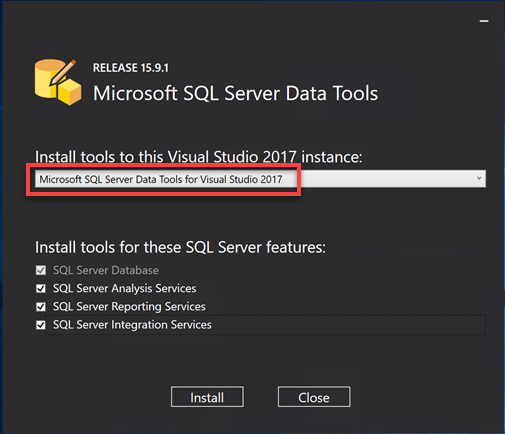 RELEASE 15.9.1
Microsoft SQL Server Data Tools
Install tools to this Visual Studio 2017 instance:
Microsoft SQL Server Data Tools for Visual Studio 2017
Install tools for these SQL Server features:
SQL Server Database
SQL Server Analysis Services
SQL Server Reporting Services
SQL Server Integration Services
Install Close